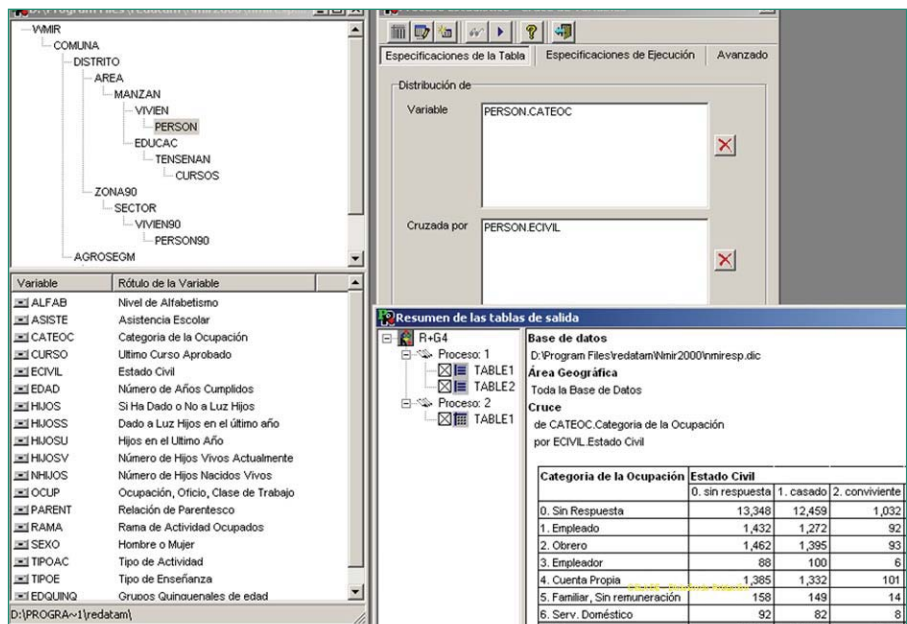 WMIR
COMUNA
DISTRITO
AREA
MANZAN
VIVIEN
PERSON
EDUCAC
TENSENAN
CURSOS
ZONA90
SECTOR
VIVIEN90
PERSON90
AGROSEGM
Variable Rótulo de la Variable
ALFAB Nivel de Alfabetismo
ASISTE Asistencia Escolar
CATEOC Categoria de la Ocupación
CURSO Ultimo Curso Aprobado
ECIVIL Estado Civil
EDAD Número de Años Cumplidos
HIJOS Si Ha Dado o No a Luz Hijos
HIJOSS Dado a Luz Hijos en el último año
HIJOSU Hijos en el Ultimo Año
HIJOSV Número de Hijos Vivos Actualmente
NHIJOS Número de Hijos Nacidos Vivos
OCUP Ocupación, Oficio, Clase de Trabajo
PARENT Relación de Parentesco
RAMA Rama de Actividad Ocupados
SEXO Hombre o Mujer
TIPOAC Tipo de Actividad
TIPOE Tipo de Enseñanza
EDQUINQ Grupos Quinquenales de edad
D:\PROGRA~1\redatam\
Especificaciones de la Tabla Especificaciones de Ejecución Avanzado
Distribución de
Variable PERSON.CATEOC
Cruzada por PERSON.ECIVIL
Resumen de las tablas de salida
R+G4
Proceso: 1
TABLE1
TABLE2
Proceso: 2
TABLE1
Base de datos
D:\Program Files\redatam\Nmir2000\nmiresp.dic
Área Geográfica
Toda la Base de Datos
Cruce
de CATEOC.Categoria de la Ocupación
por ECIVIL.Estado Civil
Categoria de la Ocupación Estado Civil
0. sin respuesta 1. casado 2. conviviente
0. Sin Respuesta 13,348 12,459 1,032
1. Empleado 1,432 1,272 92
2. Obrero 1,462 1,395 93
3. Empleador 88 100 6
4. Cuenta Propia 1,385 1,332 101
5. Familiar, Sin remuneración 158 149 14
6. Serv. Doméstico 92 82 8